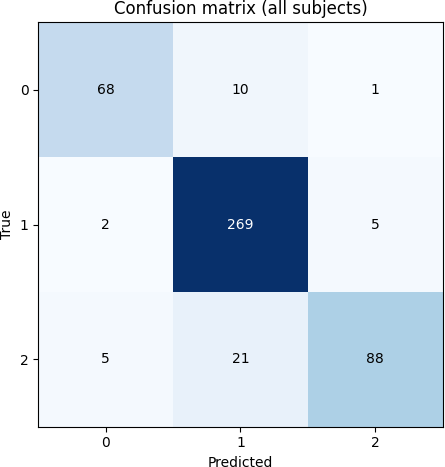 Confusion matrix (all subjects)
0 68 10 1
1 2 269 5
2 5 21 88
True
0 1 2
Predicted